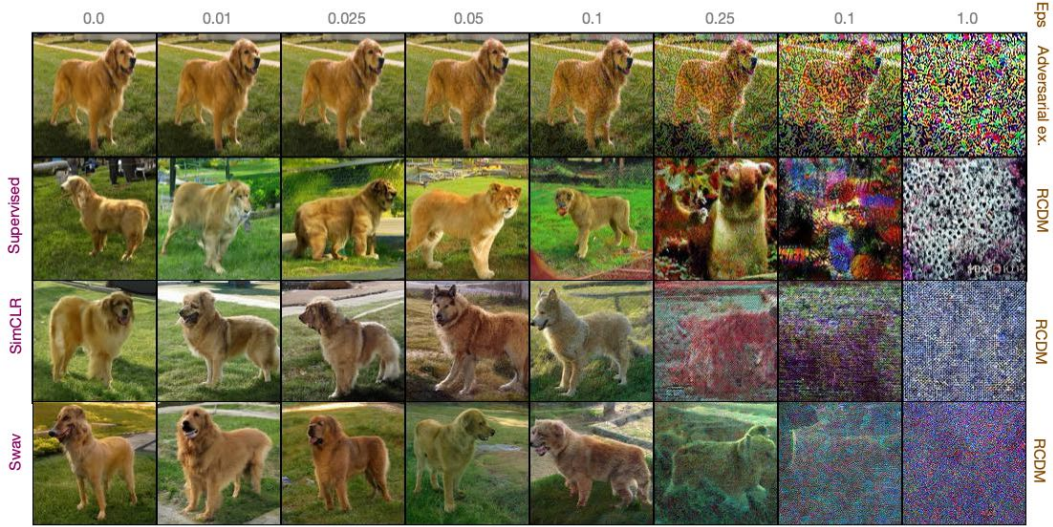 0.0 0.01 0.025 0.05 0.1 0.25 0.1 1.0 Eps
Adversarial ex.
Supervised RCDM
SimCLR RCDM
Swav RCDM